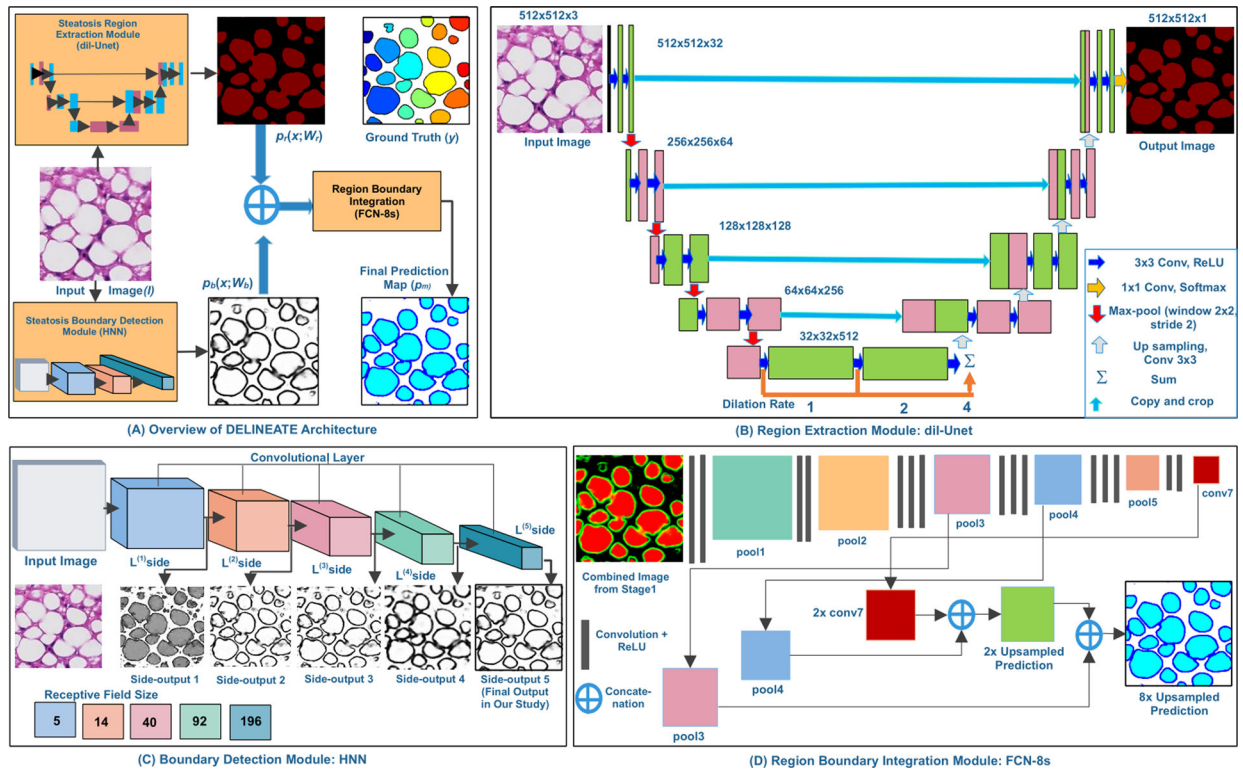 Steatosis Region
Extraction Module
(dil-Unet)
pr(x;Wr)
Ground Truth (y)
Region Boundary
Integration
(FCN-8s)
Input Image(I)
pb(x;Wb)
Final Prediction
Map (pm)
Steatosis Boundary Detection
Module (HNN)
(A) Overview of DELINEATE Architecture
512x512x3
512x512x32
512x512x1
Input Image
Output Image
256x256x64
128x128x128
64x64x256
32x32x512
Σ
Dilation Rate
1
2
4
3x3 Conv, ReLU
1x1 Conv, Softmax
Max-pool (window 2x2,
stride 2)
Up sampling,
Conv 3x3
Σ Sum
Copy and crop
(B) Region Extraction Module: dil-Unet
Convolutional Layer
Input Image
L(1)side
L(2)side
L(3)side
L(4)side
L(5)side
Side-output 1
Side-output 2
Side-output 3
Side-output 4
Side-output 5
(Final Output
in Our Study)
Receptive Field Size
5
14
40
92
196
(C) Boundary Detection Module: HNN
Combined Image
from Stage1
pool1
pool2
pool3
pool4
pool5
conv7
Convolution +
ReLU
Concate-
nation
2x conv7
pool4
pool3
2x Upsampled
Prediction
8x Upsampled
Prediction
(D) Region Boundary Integration Module: FCN-8s